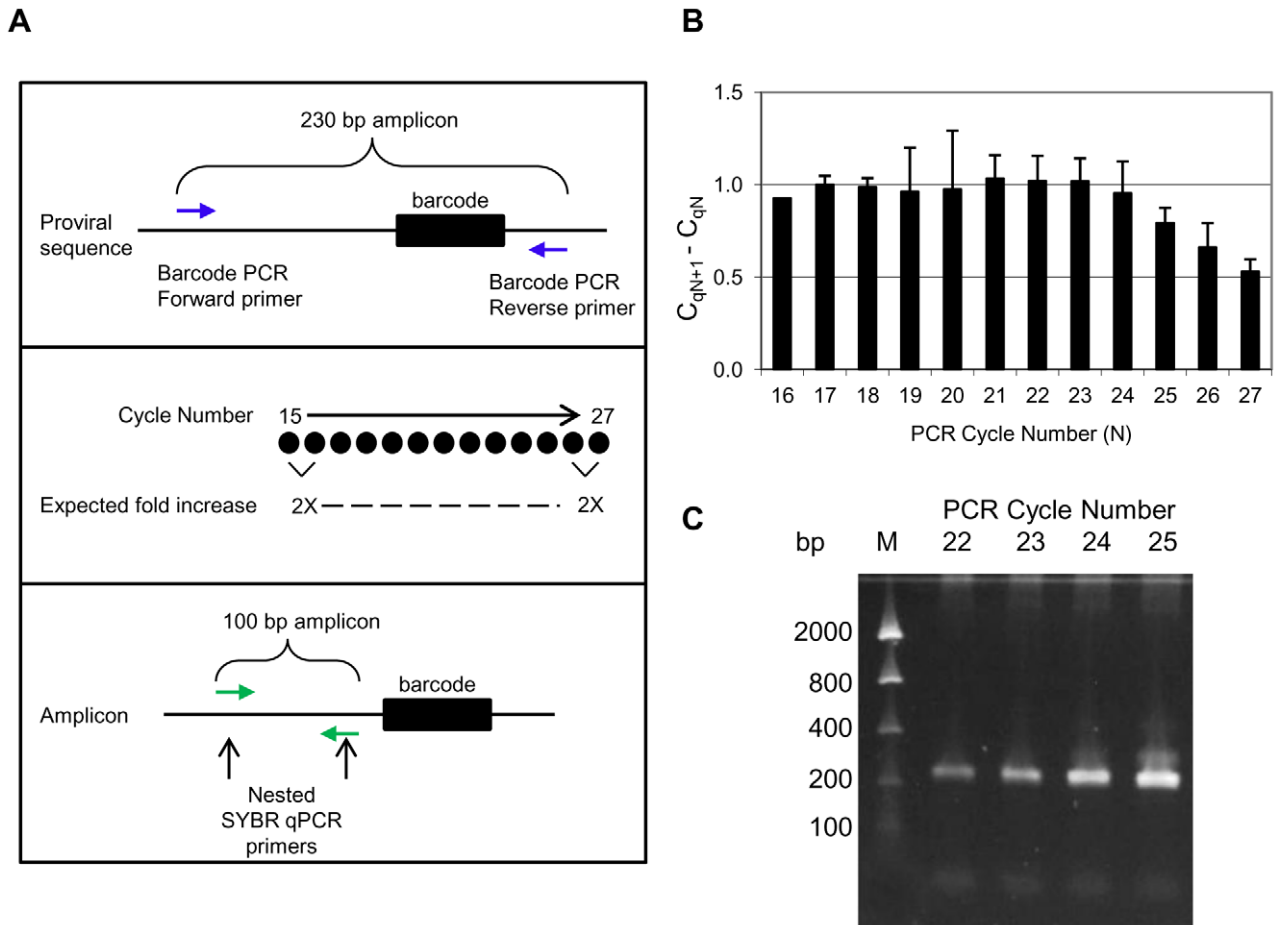 A
230 bp amplicon
barcode
Proviral
sequence
Barcode PCR
Forward primer
Barcode PCR
Reverse primer
Cycle Number
15
27
Expected fold increase
2X
2X
100 bp amplicon
barcode
Amplicon
Nested
SYBR qPCR
primers
B
CqN+1 - CqN
1.5
1.0
0.5
0.0
16 17 18 19 20 21 22 23 24 25 26 27
PCR Cycle Number (N)
C
PCR Cycle Number
bp M 22 23 24 25
2000
800
400
200
100